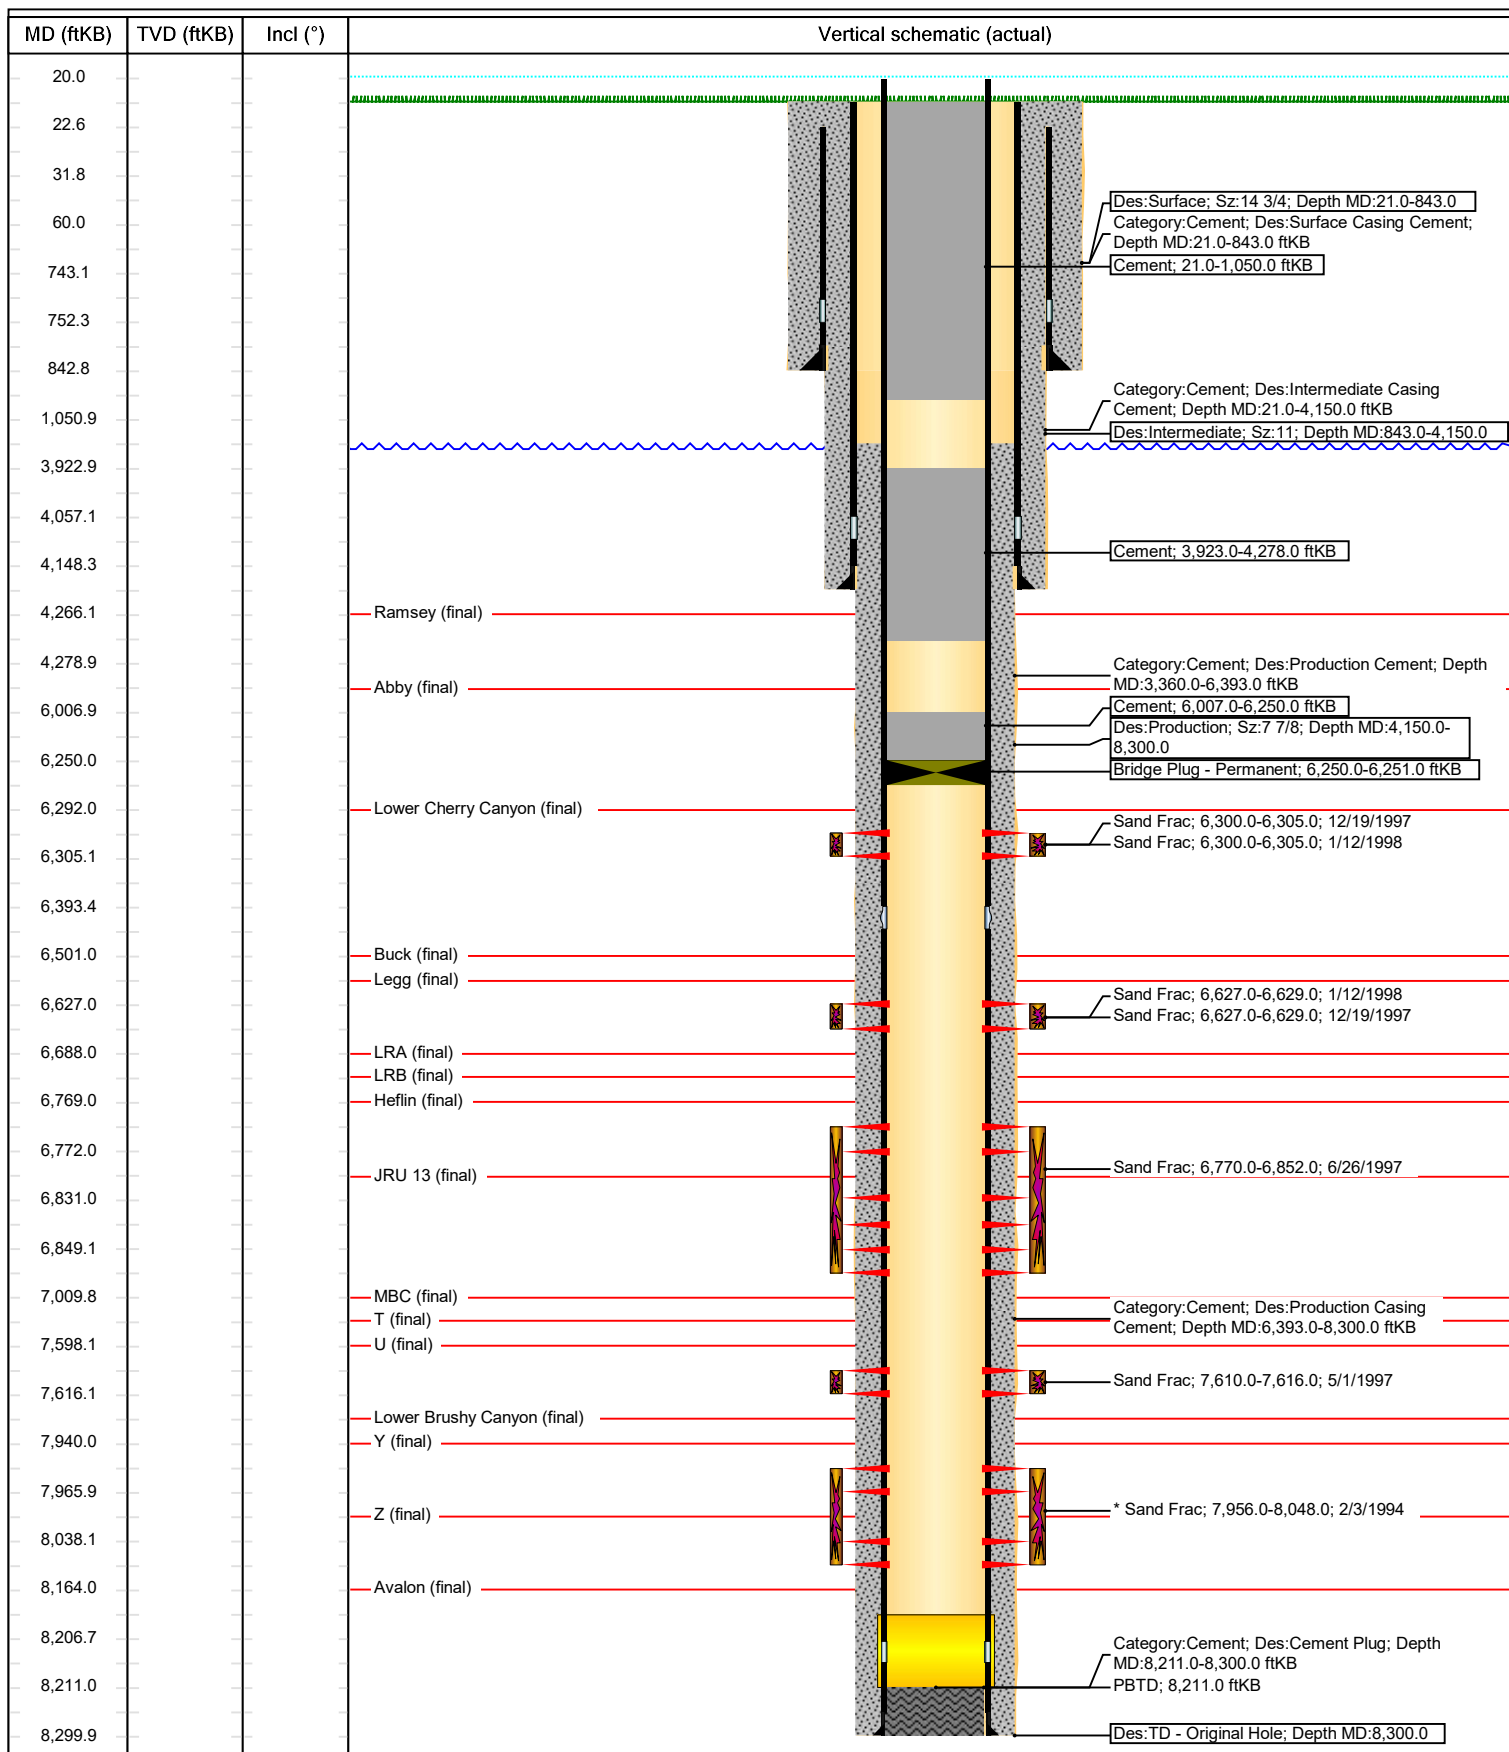 MD (ftKB) TVD (ftKB) Incl (°) Vertical schematic (actual)
20.0
22.6
31.8
60.0
Des:Surface; Sz:14 3/4; Depth MD:21.0-843.0
Category:Cement; Des:Surface Casing Cement;
Depth MD:21.0-843.0 ftKB
Cement; 21.0-1,050.0 ftKB
743.1
752.3
842.8
Category:Cement; Des:Intermediate Casing
Cement; Depth MD:21.0-4,150.0 ftKB
1,050.9
Des:Intermediate; Sz:11; Depth MD:843.0-4,150.0
3,922.9
4,057.1
Cement; 3,923.0-4,278.0 ftKB
4,148.3
4,266.1
Ramsey (final)
4,278.9
Category:Cement; Des:Production Cement; Depth
MD:3,360.0-6,393.0 ftKB
Abby (final)
6,006.9
Cement; 6,007.0-6,250.0 ftKB
Des:Production; Sz:7 7/8; Depth MD:4,150.0-
8,300.0
6,250.0
Bridge Plug - Permanent; 6,250.0-6,251.0 ftKB
6,292.0
Lower Cherry Canyon (final)
Sand Frac; 6,300.0-6,305.0; 12/19/1997
Sand Frac; 6,300.0-6,305.0; 1/12/1998
6,305.1
6,393.4
6,501.0
Buck (final)
Legg (final)
6,627.0
Sand Frac; 6,627.0-6,629.0; 1/12/1998
Sand Frac; 6,627.0-6,629.0; 12/19/1997
6,688.0
LRA (final)
LRB (final)
6,769.0
Heflin (final)
6,772.0
Sand Frac; 6,770.0-6,852.0; 6/26/1997
JRU 13 (final)
6,831.0
6,849.1
7,009.8
MBC (final)
Category:Cement; Des:Production Casing
Cement; Depth MD:6,393.0-8,300.0 ftKB
T (final)
7,598.1
U (final)
Sand Frac; 7,610.0-7,616.0; 5/1/1997
7,616.1
Lower Brushy Canyon (final)
7,940.0
Y (final)
7,965.9
* Sand Frac; 7,956.0-8,048.0; 2/3/1994
Z (final)
8,038.1
8,164.0
Avalon (final)
8,206.7
Category:Cement; Des:Cement Plug; Depth
MD:8,211.0-8,300.0 ftKB
8,211.0
PBTD; 8,211.0 ftKB
8,299.9
Des:TD - Original Hole; Depth MD:8,300.0